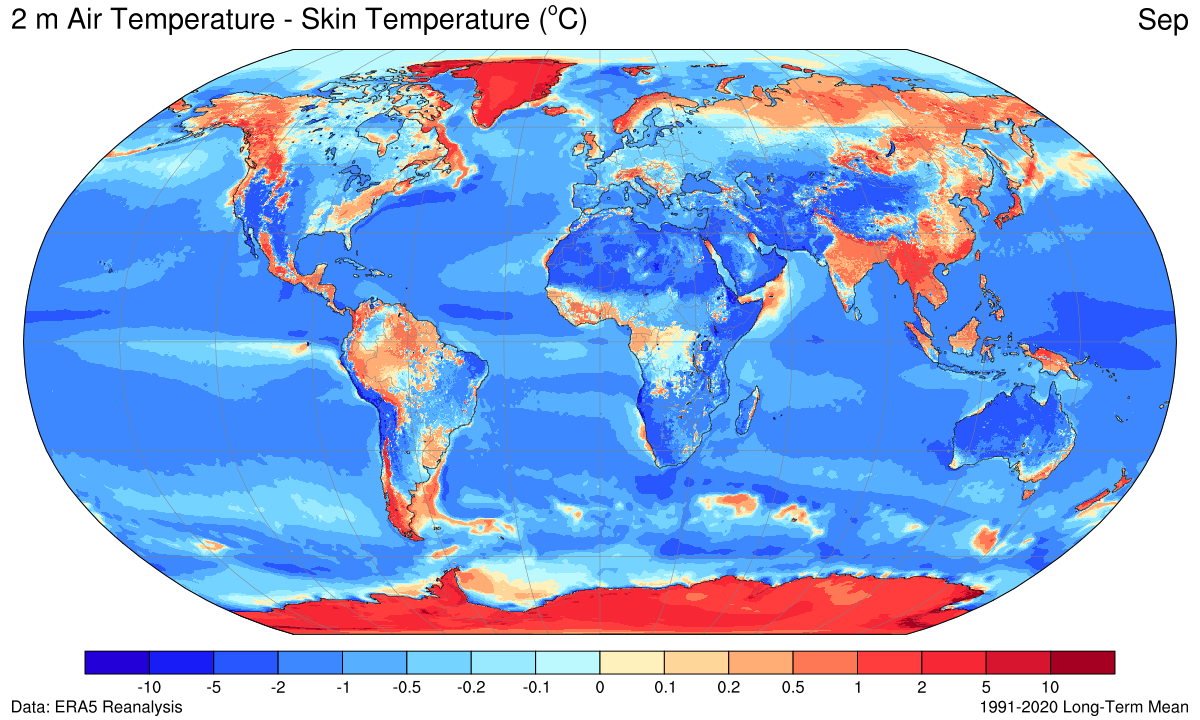 2 m Air Temperature - Skin Temperature (°C)
Sep
-10 -5 -2 -1 -0.5 -0.2 -0.1 0 0.1 0.2 0.5 1 2 5 10
Data: ERA5 Reanalysis
1991-2020 Long-Term Mean